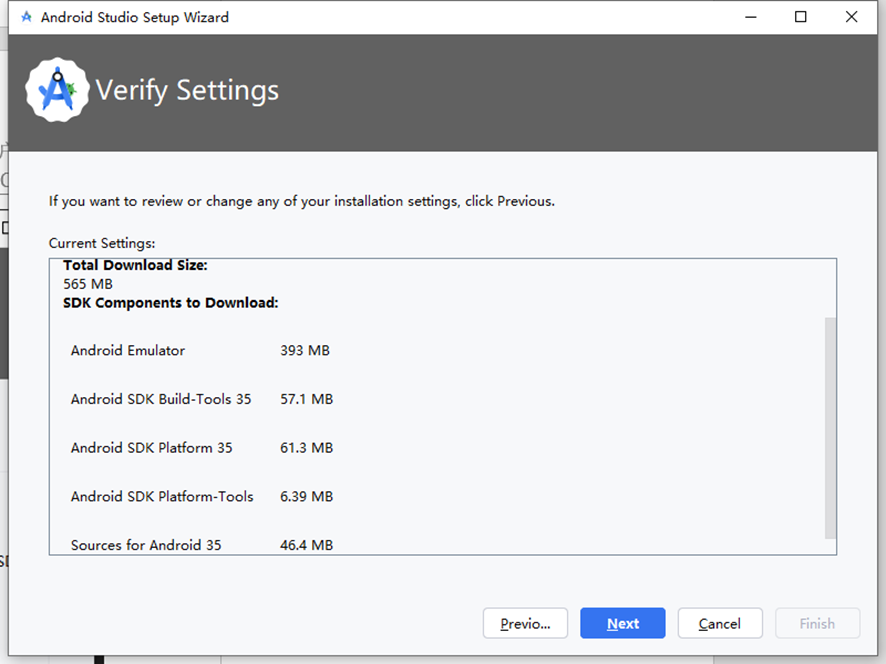 Android Studio Setup Wizard
Verify Settings
If you want to review or change any of your installation settings, click Previous.
Current Settings:
Total Download Size:
565 MB
SDK Components to Download:
Android Emulator 393 MB
Android SDK Build-Tools 35 57.1 MB
Android SDK Platform 35 61.3 MB
Android SDK Platform-Tools 6.39 MB
Sources for Android 35 46.4 MB
Previo... Next Cancel Finish